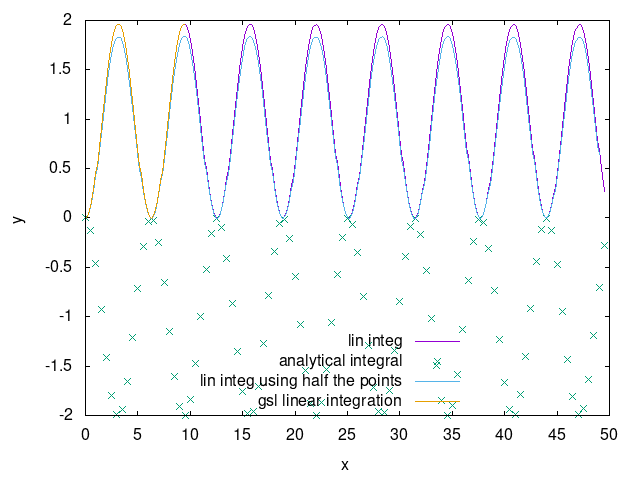 2
1.5
1
0.5
0
-0.5
-1
-1.5
-2
y
lin integ
analytical integral
lin integ using half the points
gsl linear integration
0 5 10 15 20 25 30 35 40 45 50
x